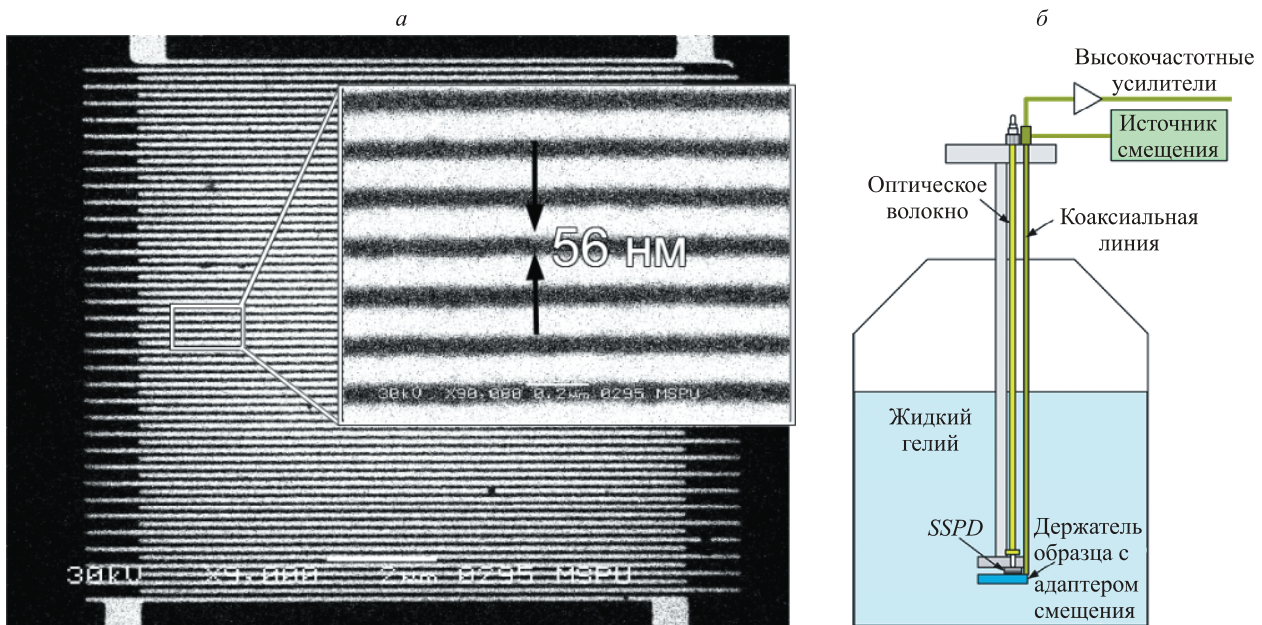 а
56 нм
30kV X90.000 0.2µm 0295 MSPU
30kV X9.000 2µm 0295 MSPU
б
Высокочастотные
усилители
Источник
смещения
Оптическое
волокно
Коаксиальная
линия
Жидкий
гелий
SSPD
Держатель
образца с
адаптером
смещения